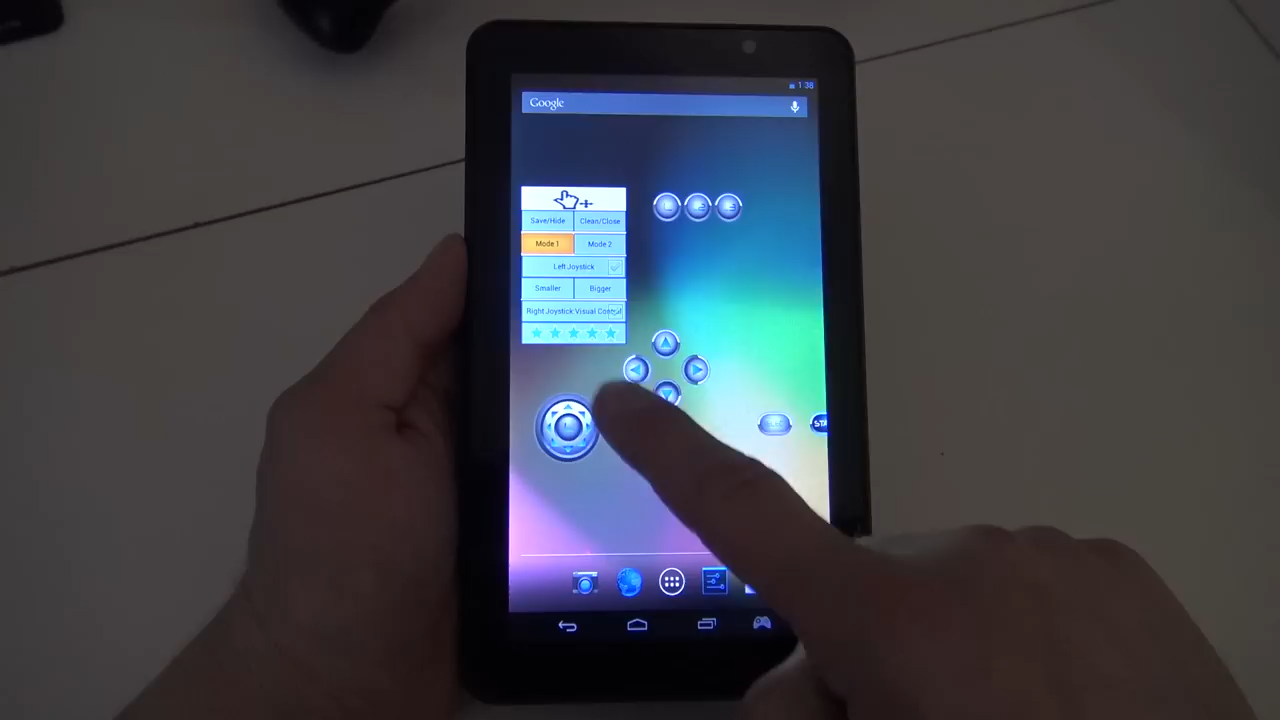 1:38
Google
Save/Hide Clean/Close
Mode 1 Mode 2
Left Joystick
Smaller Bigger
Right Joystick Visual Control